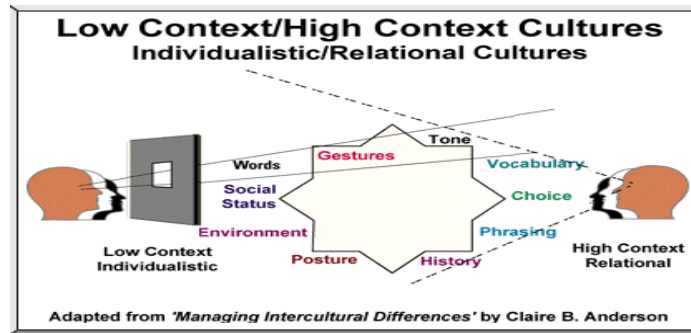 Low Context/High Context Cultures
Individualistic/Relational Cultures
Tone
Gestures
Words
Vocabulary
Social
Status
Choice
Environment
Phrasing
Low Context
Individualistic
Posture
History
High Context
Relational
Adapted from 'Managing Intercultural Differences' by Claire B. Anderson